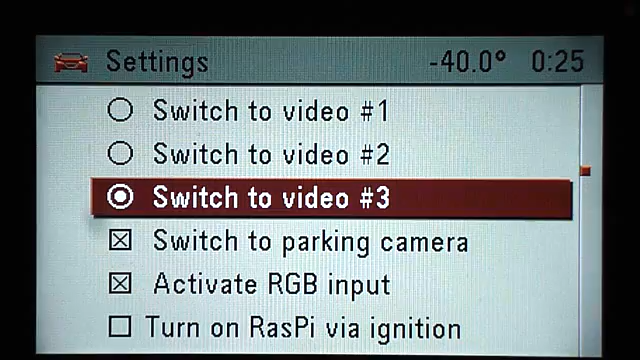 Settings -40.0° 0:25
Switch to video #1
Switch to video #2
Switch to video #3
Switch to parking camera
Activate RGB input
Turn on RasPi via ignition